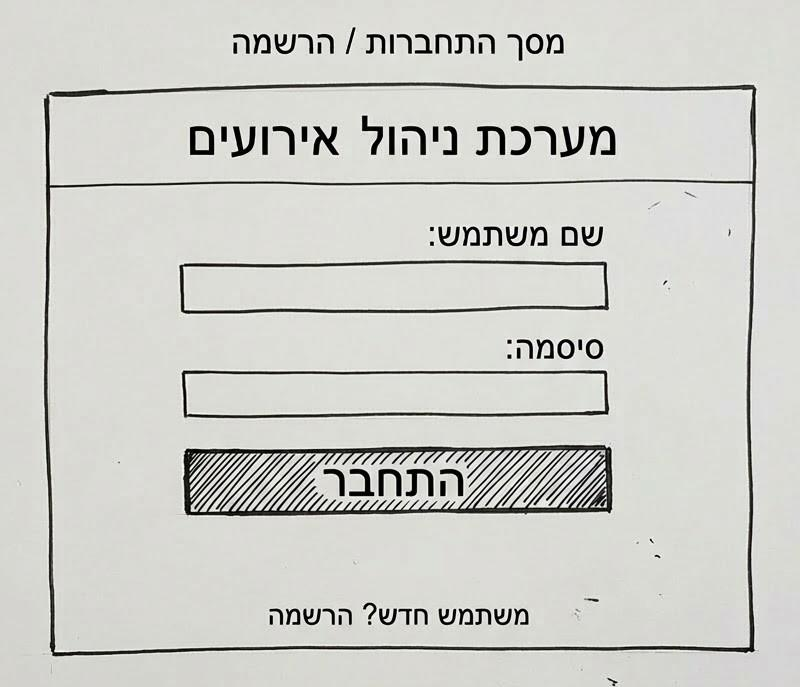 מסך התחברות / הרשמה
מערכת ניהול אירועים
שם משתמש:
סיסמה:
התחבר
משתמש חדש? הרשמה